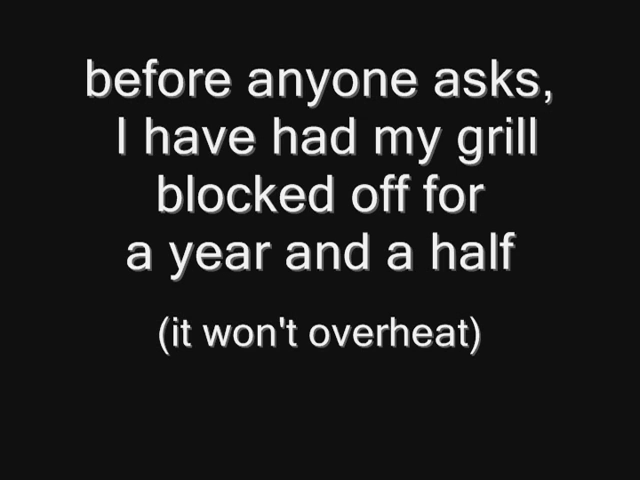 before anyone asks,
I have had my grill
blocked off for
a year and a half
(it won't overheat)